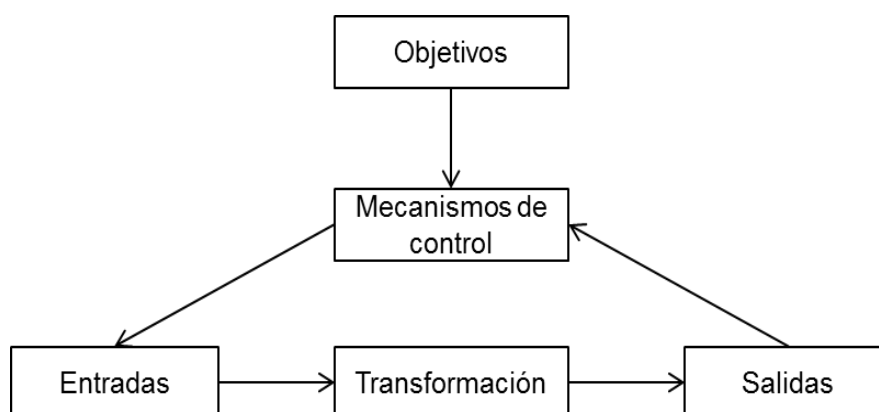 Objetivos
Mecanismos de
control
Entradas
Transformación
Salidas